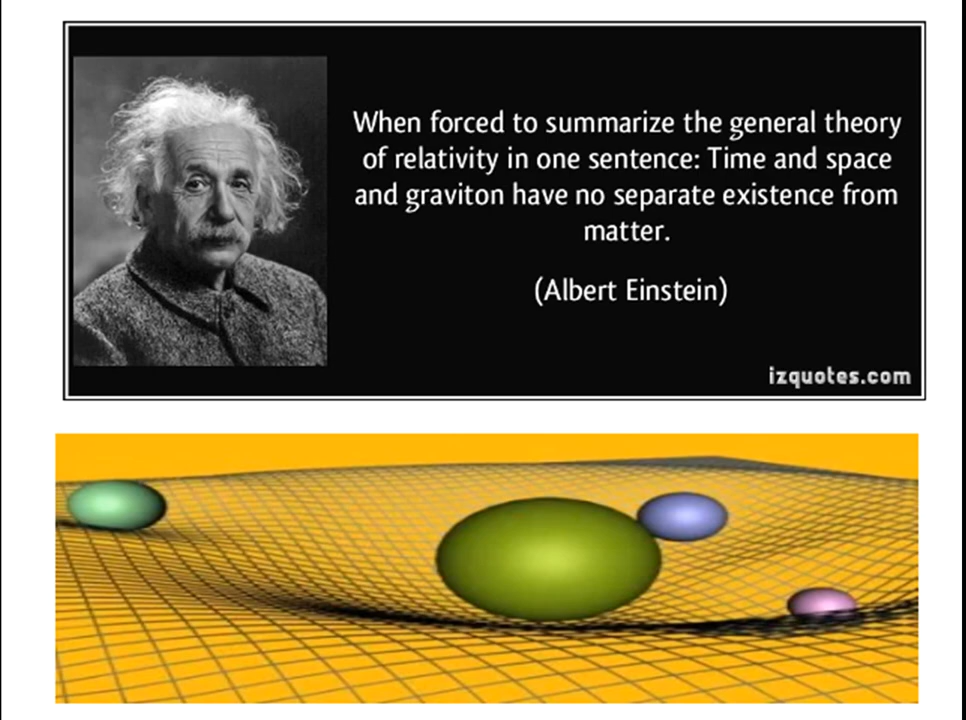 When forced to summarize the general theory
of relativity in one sentence: Time and space
and graviton have no separate existence from
matter.
(Albert Einstein)
izquotes.com